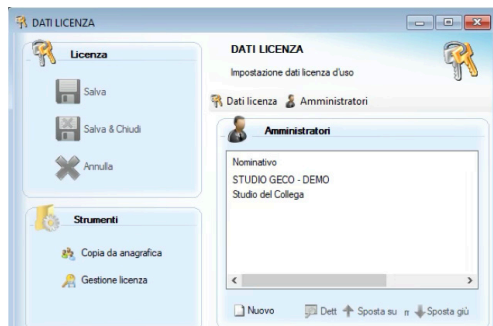 DATI LICENZA
Licenza
Salva
Salva & Chiudi
Annulla
Strumenti
Copia da anagrafica
Gestione licenza
DATI LICENZA
Impostazione dati licenza d'uso
Dati licenza Amministratori
Amministratori
Nominativo
STUDIO GECO - DEMO
Studio del Collega
Nuovo Dett Sposta su n Sposta giù